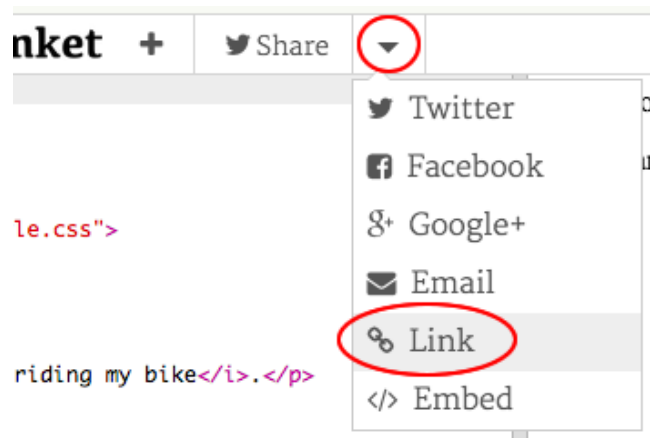 nket + Share
Twitter
Facebook
g+ Google+
le.css">
Email
Link
riding my bike</i>.</p>
</> Embed